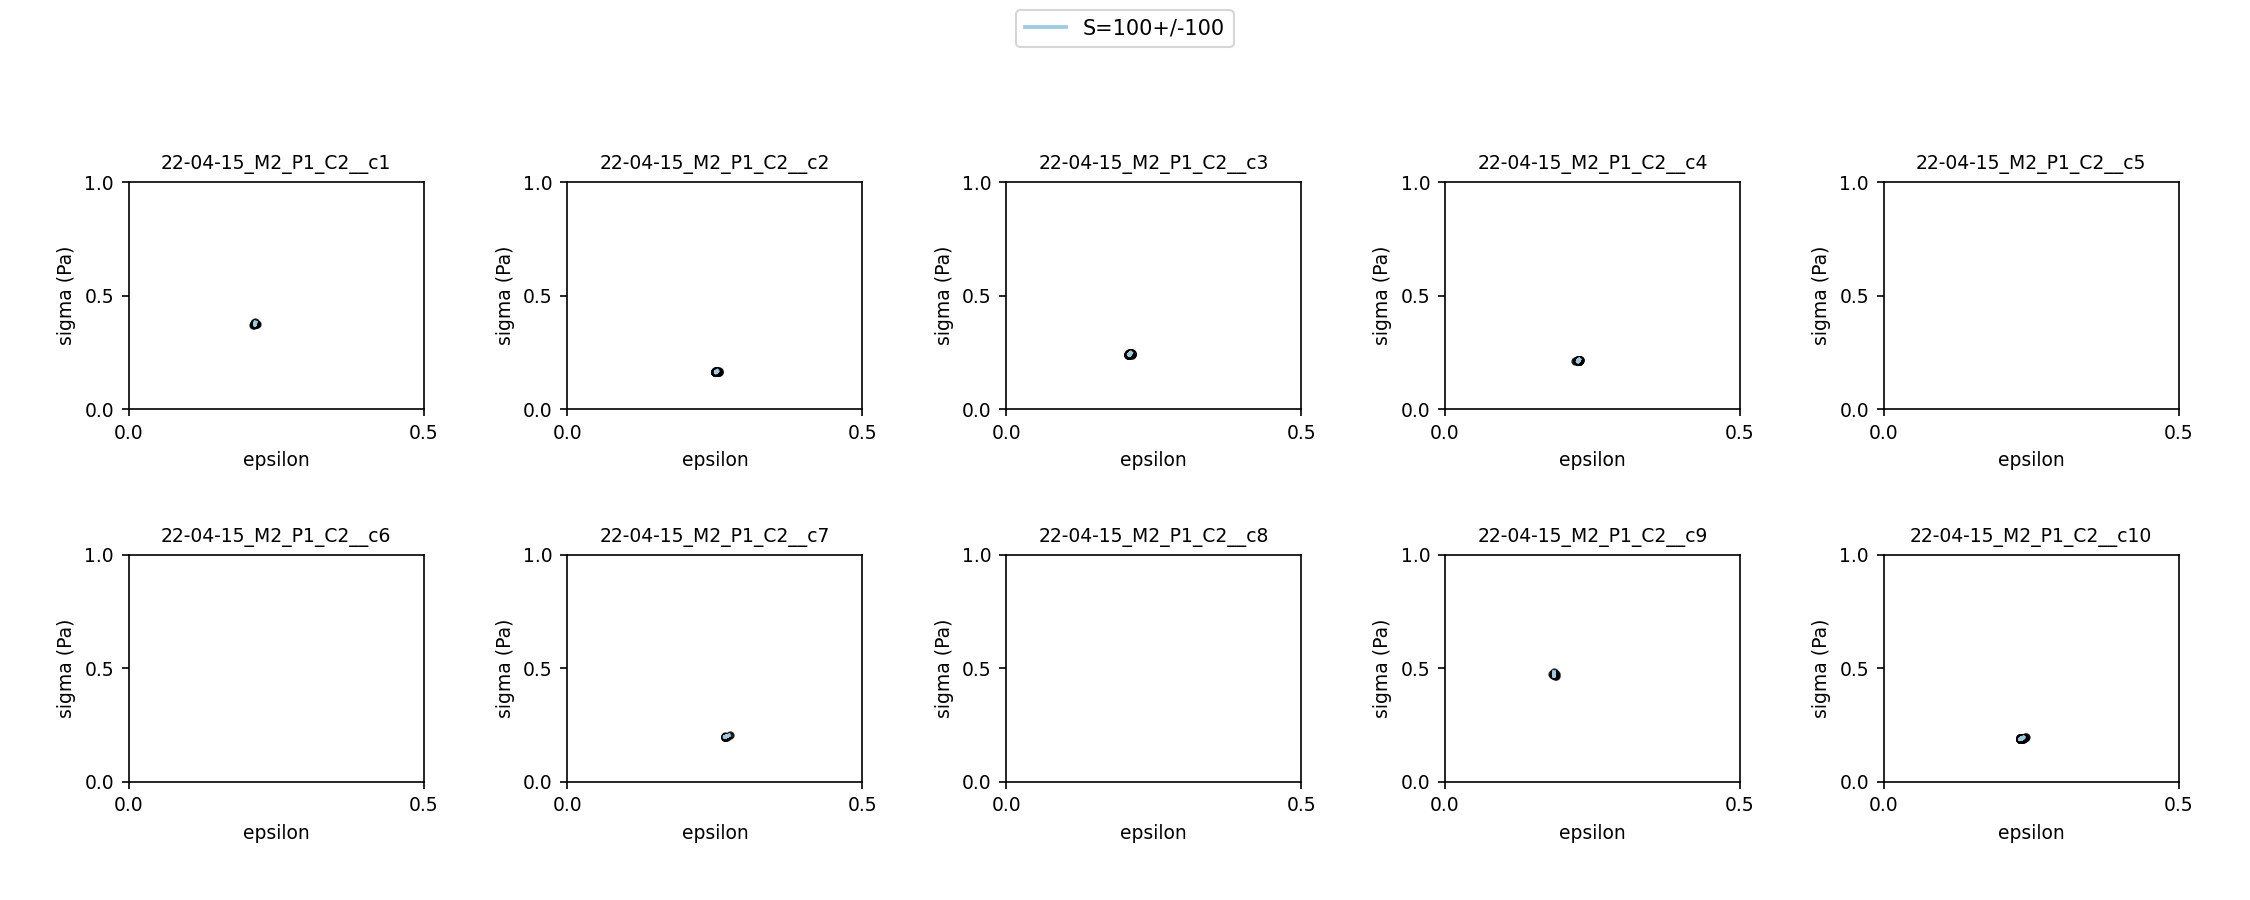 S=100+/-100
22-04-15_M2_P1_C2__c1
22-04-15_M2_P1_C2__c2
22-04-15_M2_P1_C2__c3
22-04-15_M2_P1_C2__c4
22-04-15_M2_P1_C2__c5
1.0
1.0
1.0
1.0
1.0
sigma (Pa)
sigma (Pa)
sigma (Pa)
sigma (Pa)
sigma (Pa)
0.5
0.5
0.5
0.5
0.5
0.0
0.0
0.0
0.0
0.0
0.0 0.5
0.0 0.5
0.0 0.5
0.0 0.5
0.0 0.5
epsilon
epsilon
epsilon
epsilon
epsilon
22-04-15_M2_P1_C2__c6
22-04-15_M2_P1_C2__c7
22-04-15_M2_P1_C2__c8
22-04-15_M2_P1_C2__c9
22-04-15_M2_P1_C2__c10
1.0
1.0
1.0
1.0
1.0
sigma (Pa)
sigma (Pa)
sigma (Pa)
sigma (Pa)
sigma (Pa)
0.5
0.5
0.5
0.5
0.5
0.0
0.0
0.0
0.0
0.0
0.0 0.5
0.0 0.5
0.0 0.5
0.0 0.5
0.0 0.5
epsilon
epsilon
epsilon
epsilon
epsilon